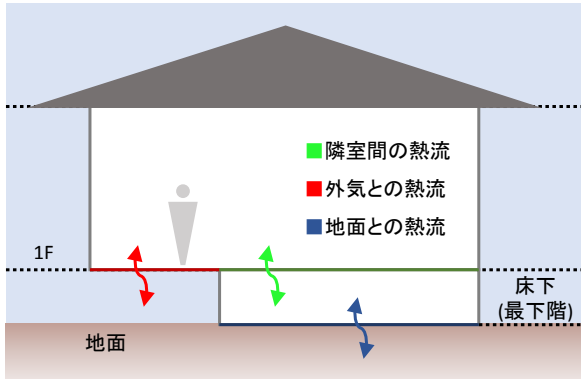 ■隣室間の熱流
■外気との熱流
■地面との熱流
1F
床下
(最下階)
地面